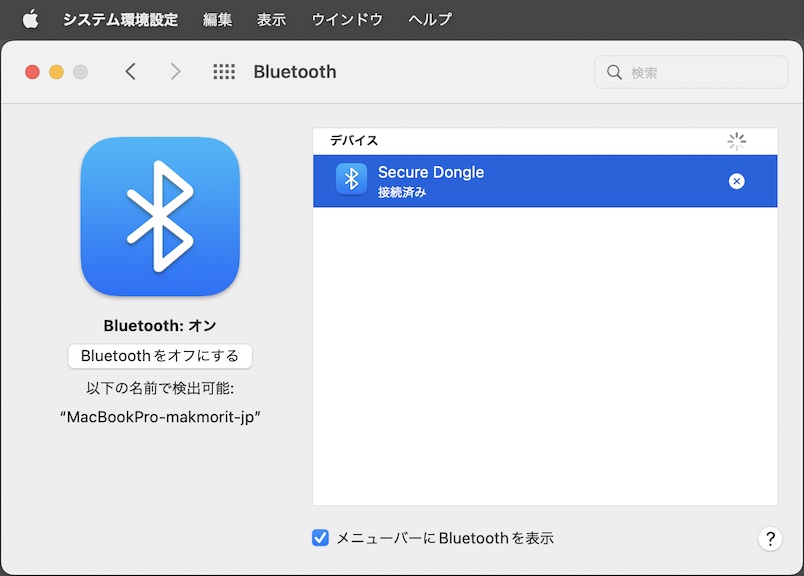 システム環境設定 編集 表示 ウインドウ ヘルプ
Bluetooth
検索
デバイス
Secure Dongle
接続済み
Bluetooth: オン
Bluetoothをオフにする
以下の名前で検出可能:
“MacBookPro-makmorit-jp”
メニューバーにBluetoothを表示
?